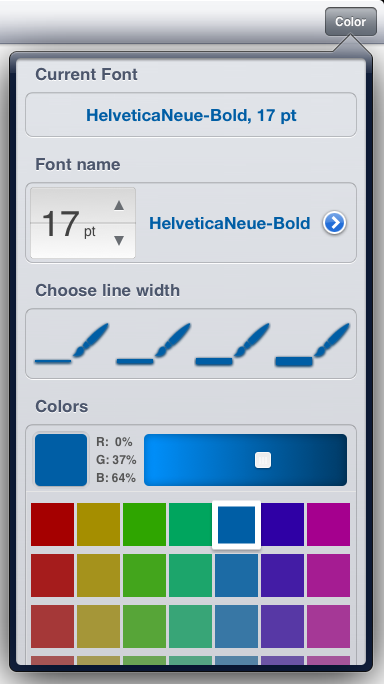 Color
Current Font
HelveticaNeue-Bold, 17 pt
Font name
17 pt
HelveticaNeue-Bold
Choose line width
Colors
R: 0%
G: 37%
B: 64%